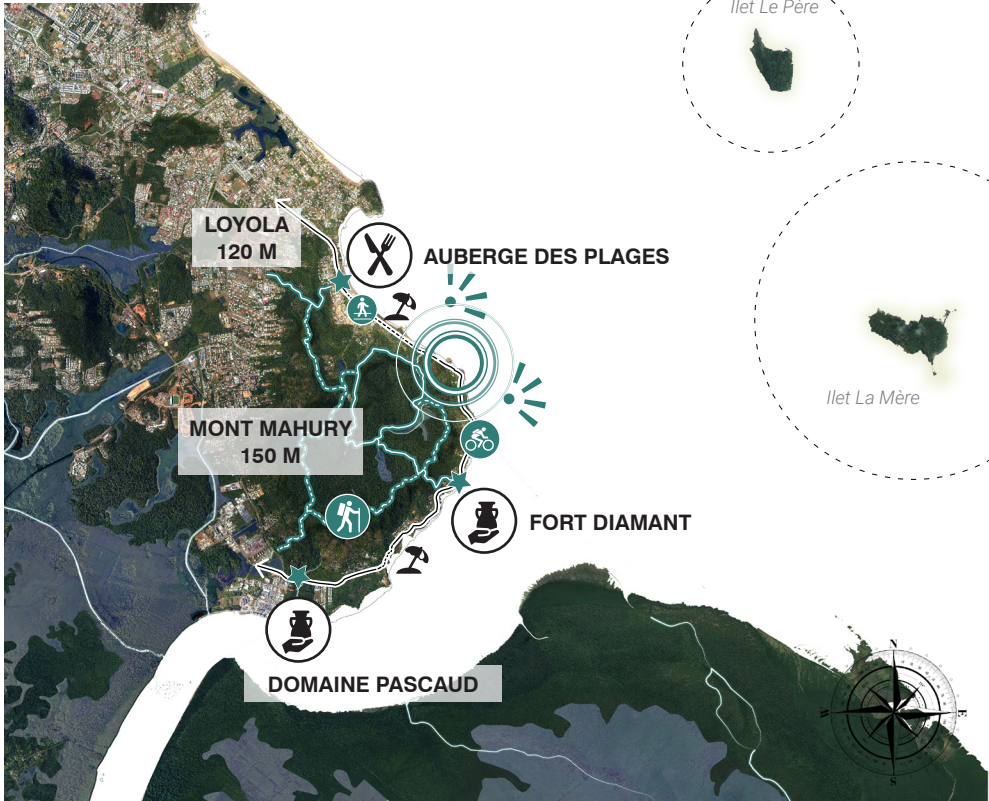 Ilet Le Père
LOYOLA
120 M
AUBERGE DES PLAGES
Ilet La Mère
MONT MAHURY
150 M
FORT DIAMANT
DOMAINE PASCAUD
N
W
E
S